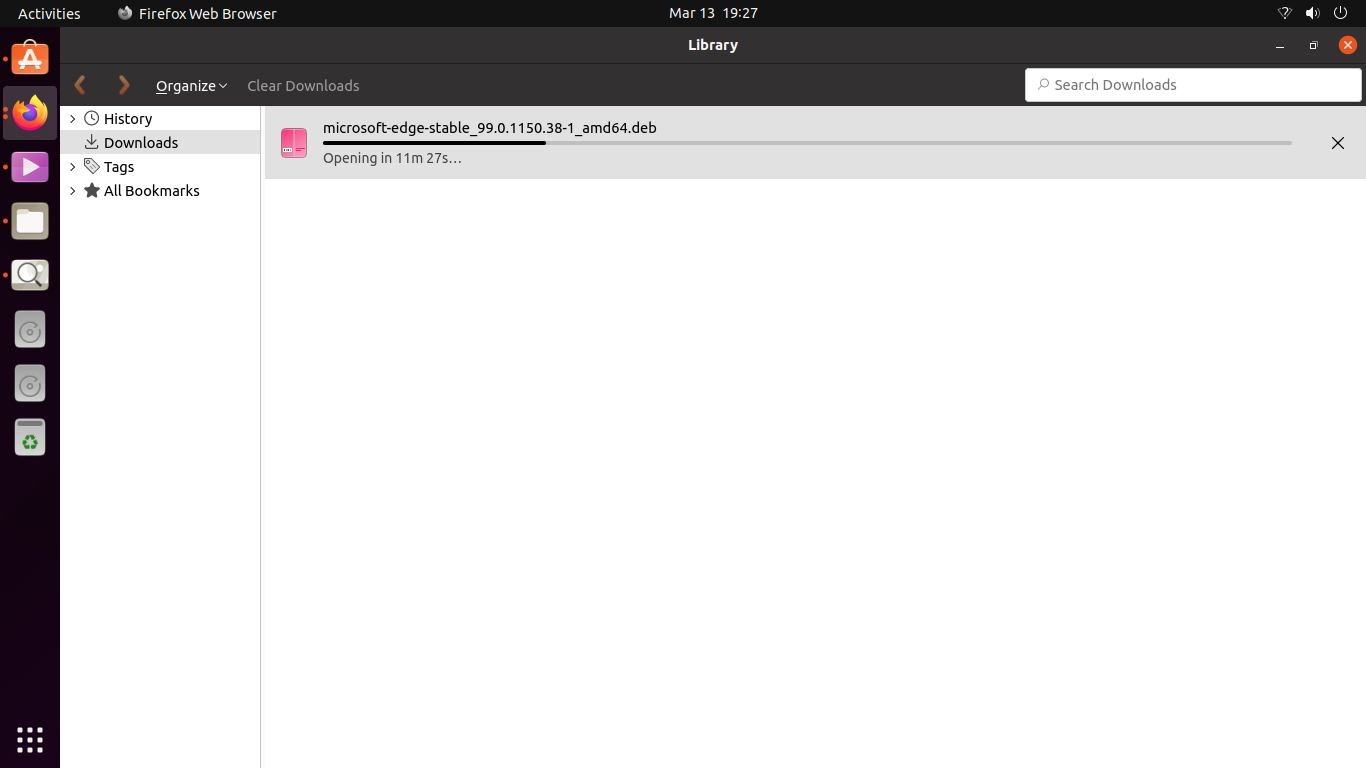 Activities
Firefox Web Browser
Mar 13 19:27
Library
Organize
Clear Downloads
Search Downloads
History
Downloads
Tags
All Bookmarks
microsoft-edge-stable_99.0.1150.38-1_amd64.deb
Opening in 11m 27s…